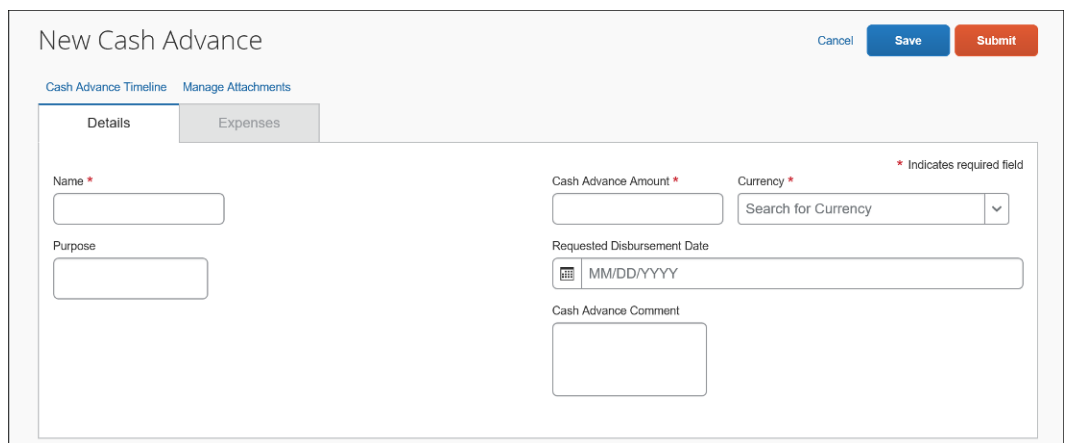 New Cash Advance
Cancel
Save
Submit
Cash Advance Timeline
Manage Attachments
Details
Expenses
* Indicates required field
Name *
Cash Advance Amount *
Currency *
Search for Currency
Purpose
Requested Disbursement Date
MM/DD/YYYY
Cash Advance Comment